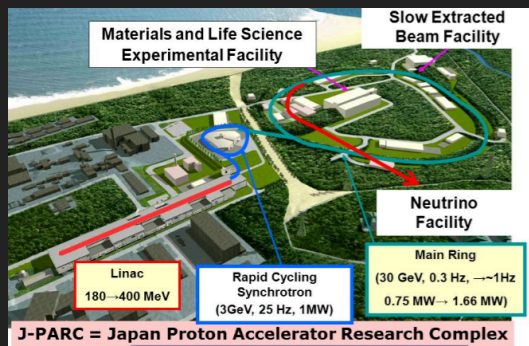 Materials and Life Science
Experimental Facility
Slow Extracted
Beam Facility
Neutrino
Facility
Linac
180→400 MeV
Rapid Cycling
Synchrotron
(3GeV, 25 Hz, 1MW)
Main Ring
(30 GeV, 0.3 Hz, →~1Hz
0.75 MW→ 1.66 MW)
J-PARC = Japan Proton Accelerator Research Complex